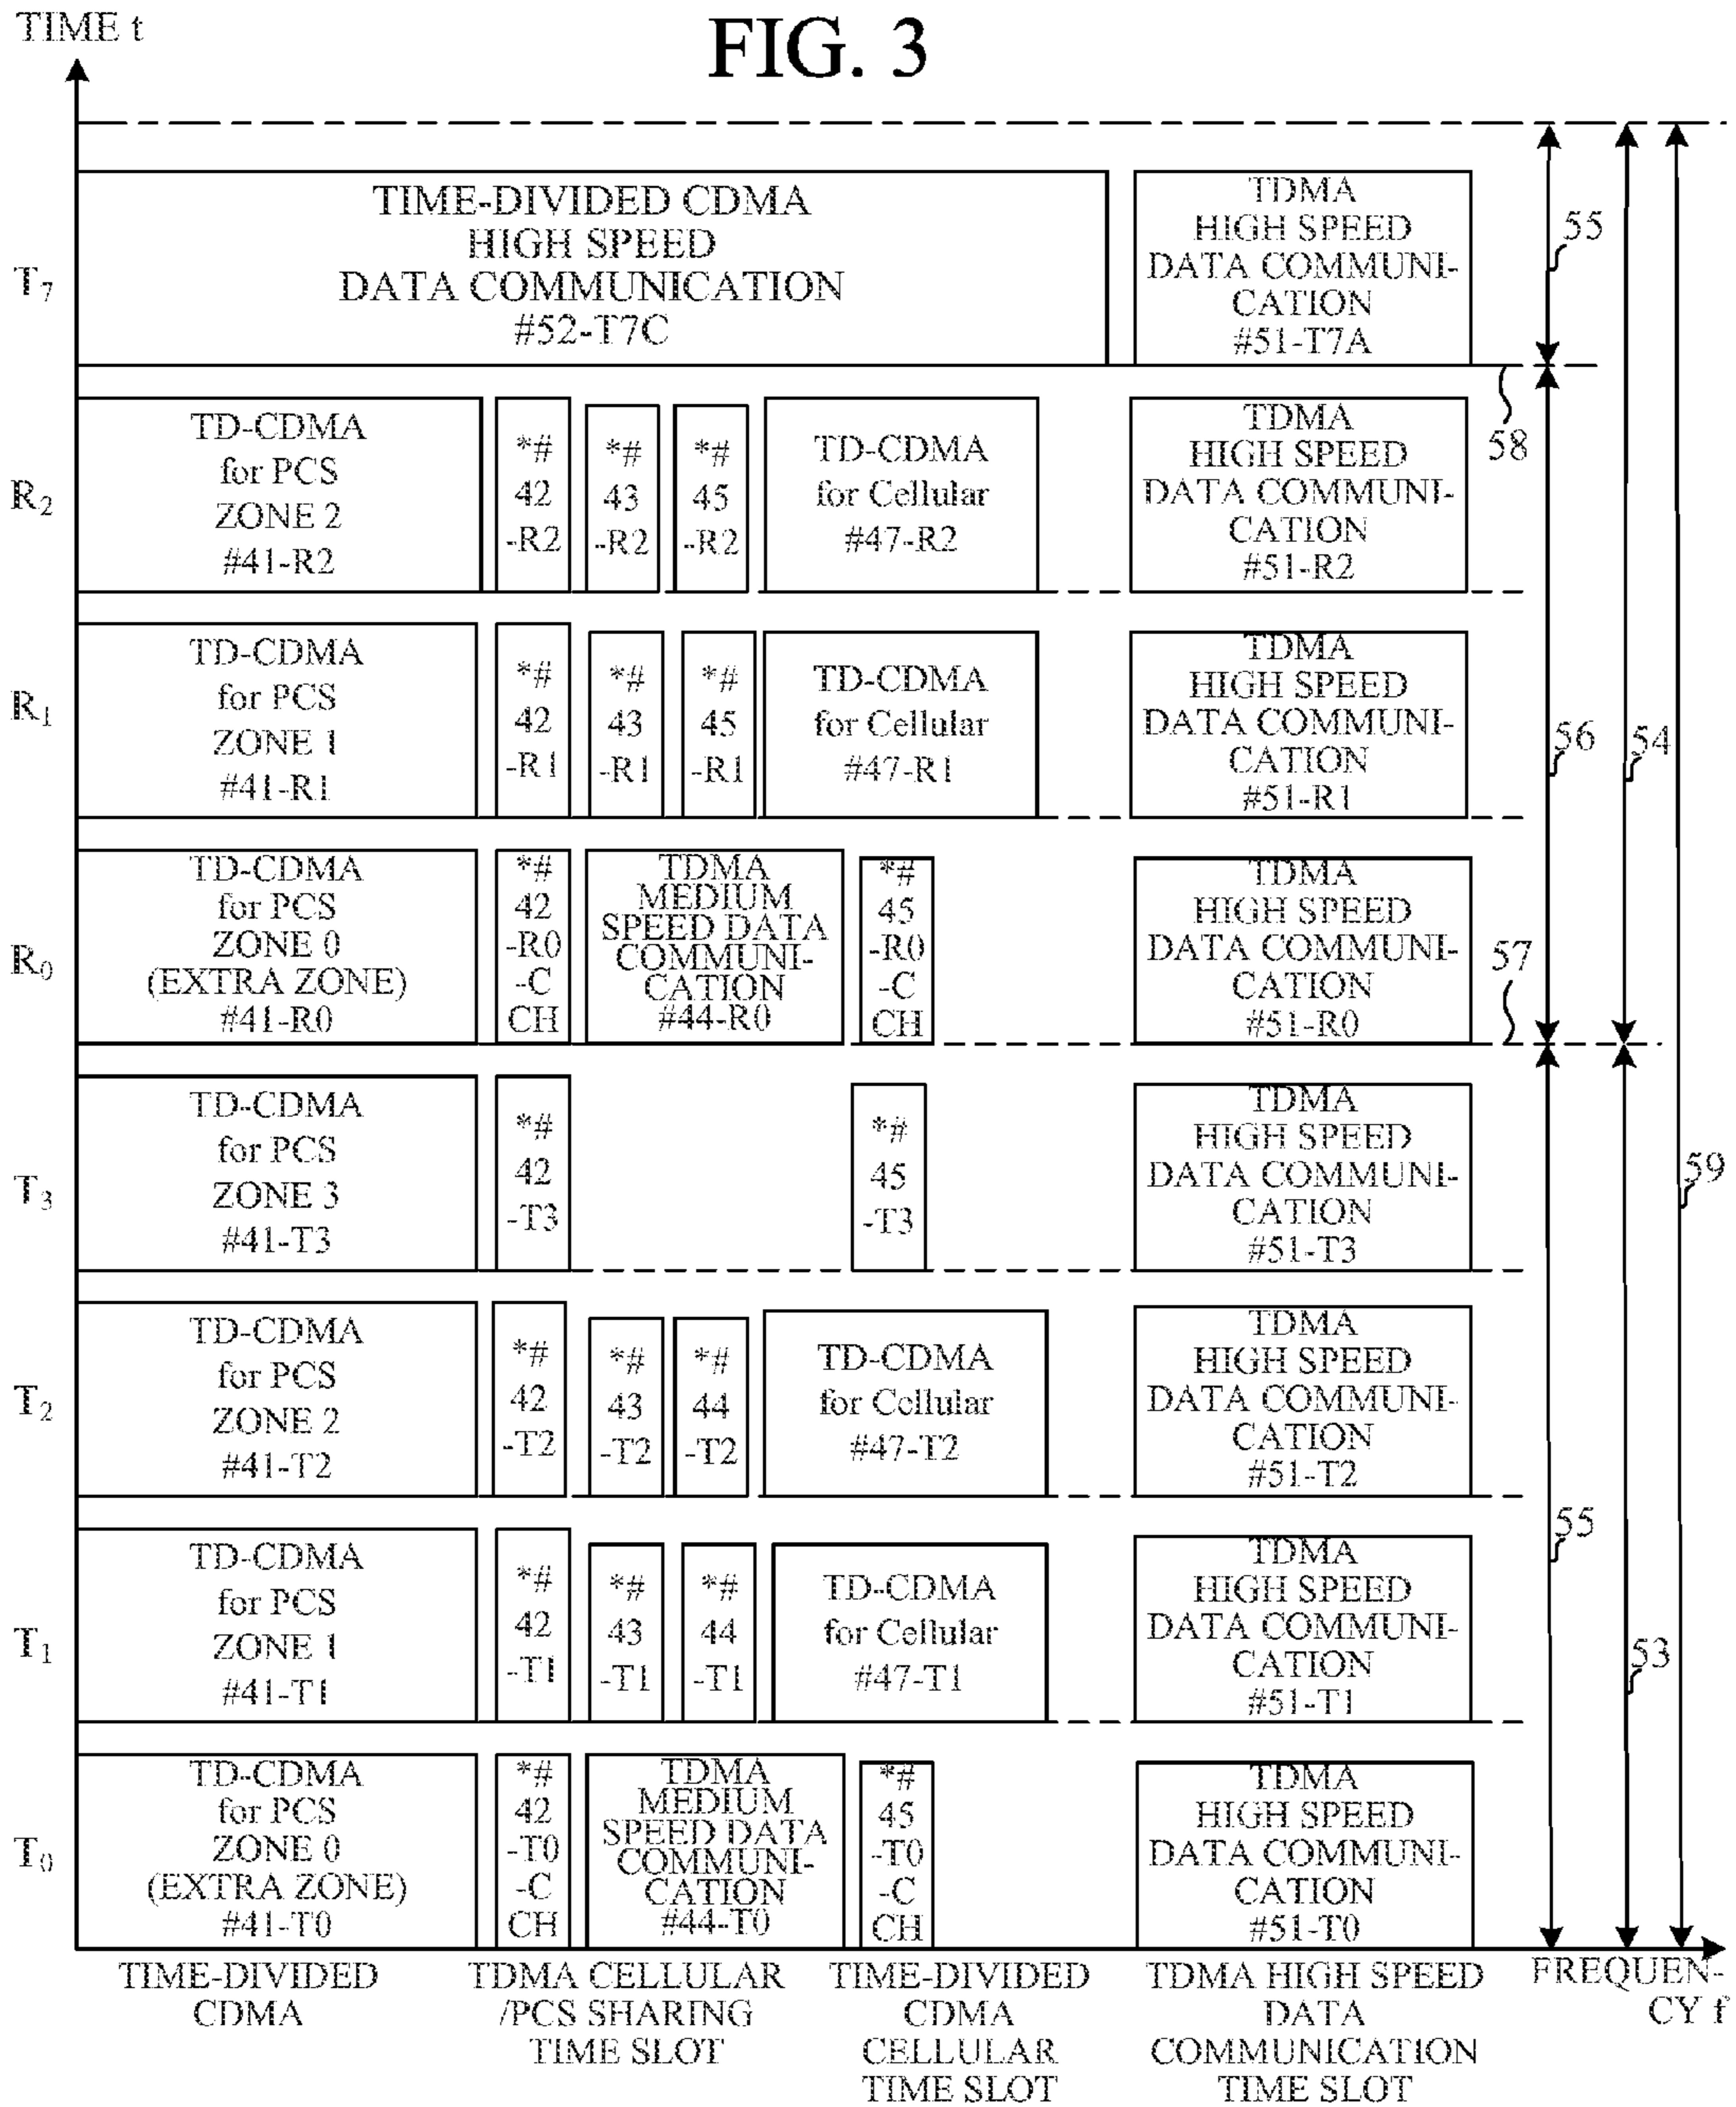 TIME t
FIG. 3
T7
TIME-DIVIDED CDMA
HIGH SPEED
DATA COMMUNICATION
#52-T7C
TDMA
HIGH SPEED
DATA COMMUNI-
CATION
#51-T7A
55
58
R2
TD-CDMA
for PCS
ZONE 2
#41-R2
*#
42
-R2
*#
43
-R2
*#
45
-R2
TD-CDMA
for Cellular
#47-R2
TDMA
HIGH SPEED
DATA COMMUNI-
CATION
#51-R2
R1
TD-CDMA
for PCS
ZONE 1
#41-R1
*#
42
-R1
*#
43
-R1
*#
45
-R1
TD-CDMA
for Cellular
#47-R1
TDMA
HIGH SPEED
DATA COMMUNI-
CATION
#51-R1
56
54
R0
TD-CDMA
for PCS
ZONE 0
(EXTRA ZONE)
#41-R0
*#
42
-R0
-C
CH
TDMA
MEDIUM
SPEED DATA
COMMUNI-
CATION
#44-R0
*#
45
-R0
-C
CH
TDMA
HIGH SPEED
DATA COMMUNI-
CATION
#51-R0
57
T3
TD-CDMA
for PCS
ZONE 3
#41-T3
*#
42
-T3
*#
45
-T3
TDMA
HIGH SPEED
DATA COMMUNI-
CATION
#51-T3
59
T2
TD-CDMA
for PCS
ZONE 2
#41-T2
*#
42
-T2
*#
43
-T2
*#
44
-T2
TD-CDMA
for Cellular
#47-T2
TDMA
HIGH SPEED
DATA COMMUNI-
CATION
#51-T2
55
T1
TD-CDMA
for PCS
ZONE 1
#41-T1
*#
42
-T1
*#
43
-T1
*#
44
-T1
TD-CDMA
for Cellular
#47-T1
TDMA
HIGH SPEED
DATA COMMUNI-
CATION
#51-T1
53
T0
TD-CDMA
for PCS
ZONE 0
(EXTRA ZONE)
#41-T0
*#
42
-T0
-C
CH
TDMA
MEDIUM
SPEED DATA
COMMUNI-
CATION
#44-T0
*#
45
-T0
-C
CH
TDMA
HIGH SPEED
DATA COMMUNI-
CATION
#51-T0
TIME-DIVIDED
CDMA
TDMA CELLULAR
/PCS SHARING
TIME SLOT
TIME-DIVIDED
CDMA
CELLULAR
TIME SLOT
TDMA HIGH SPEED
DATA
COMMUNICATION
TIME SLOT
FREQUEN-
CY f